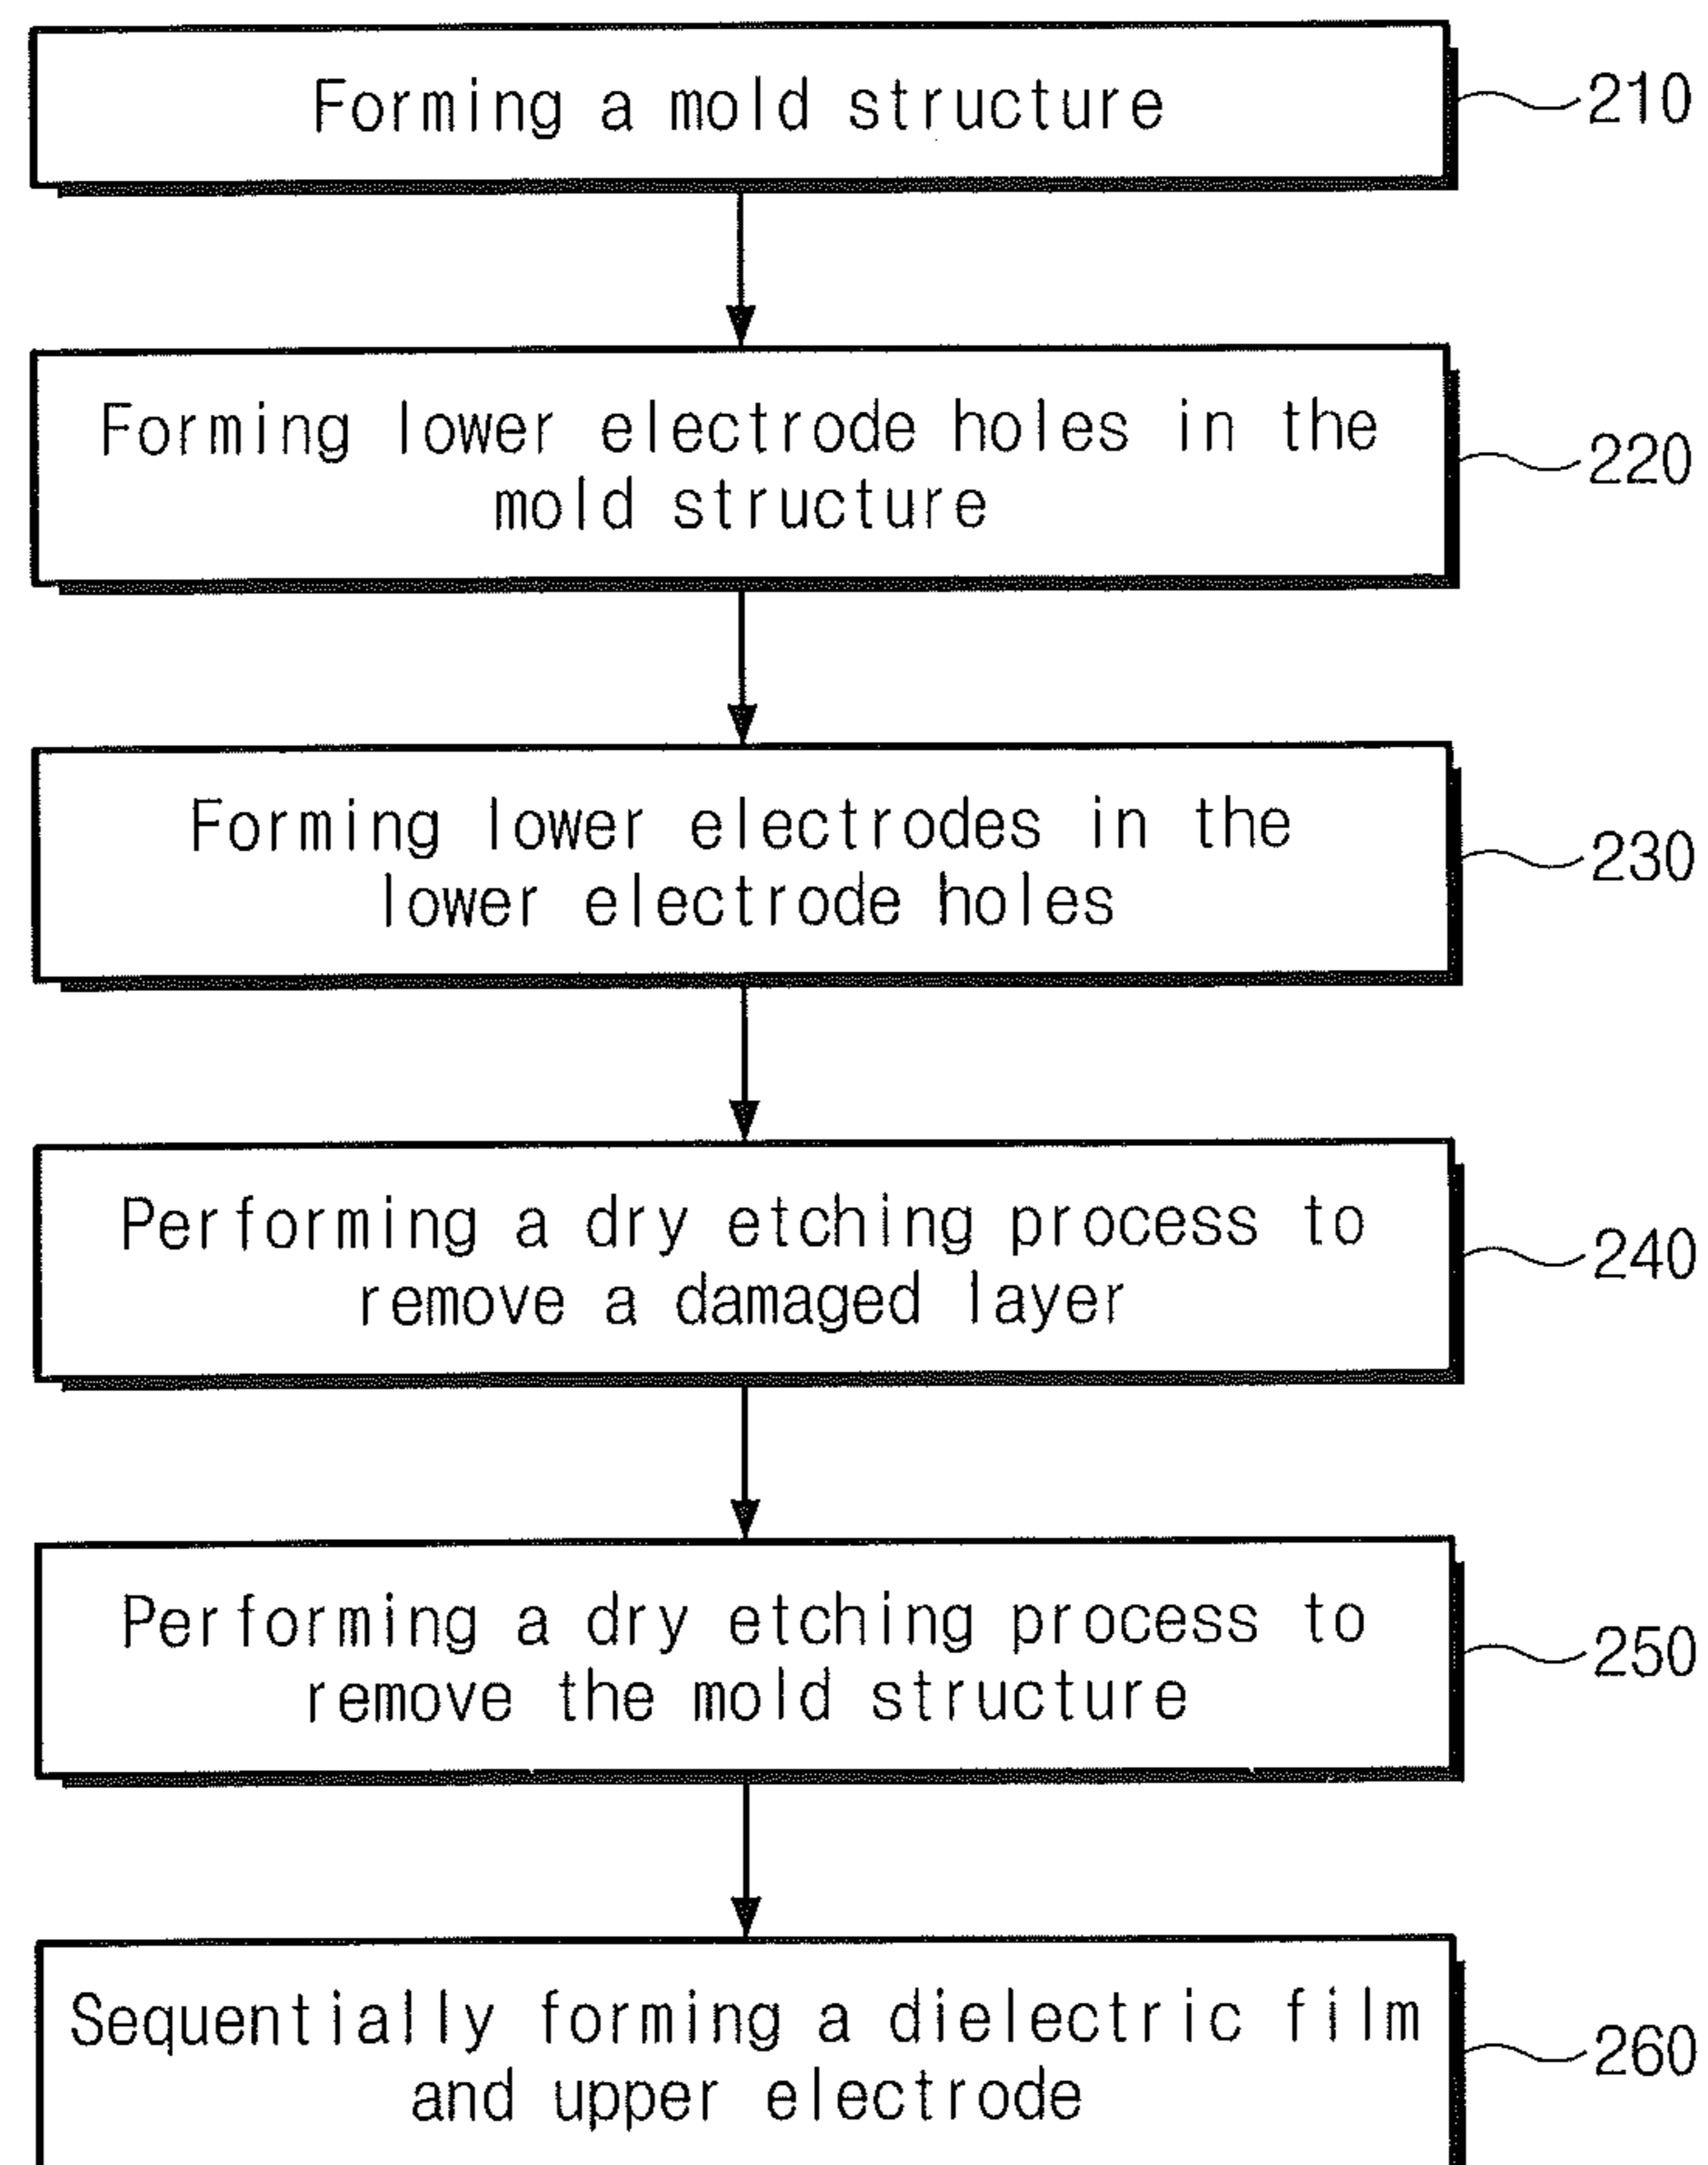 Forming a mold structure
210
Forming lower electrode holes in the
mold structure
220
Forming lower electrodes in the
lower electrode holes
230
Performing a dry etching process to
remove a damaged layer
240
Performing a dry etching process to
remove the mold structure
250
Sequentially forming a dielectric film
and upper electrode
260